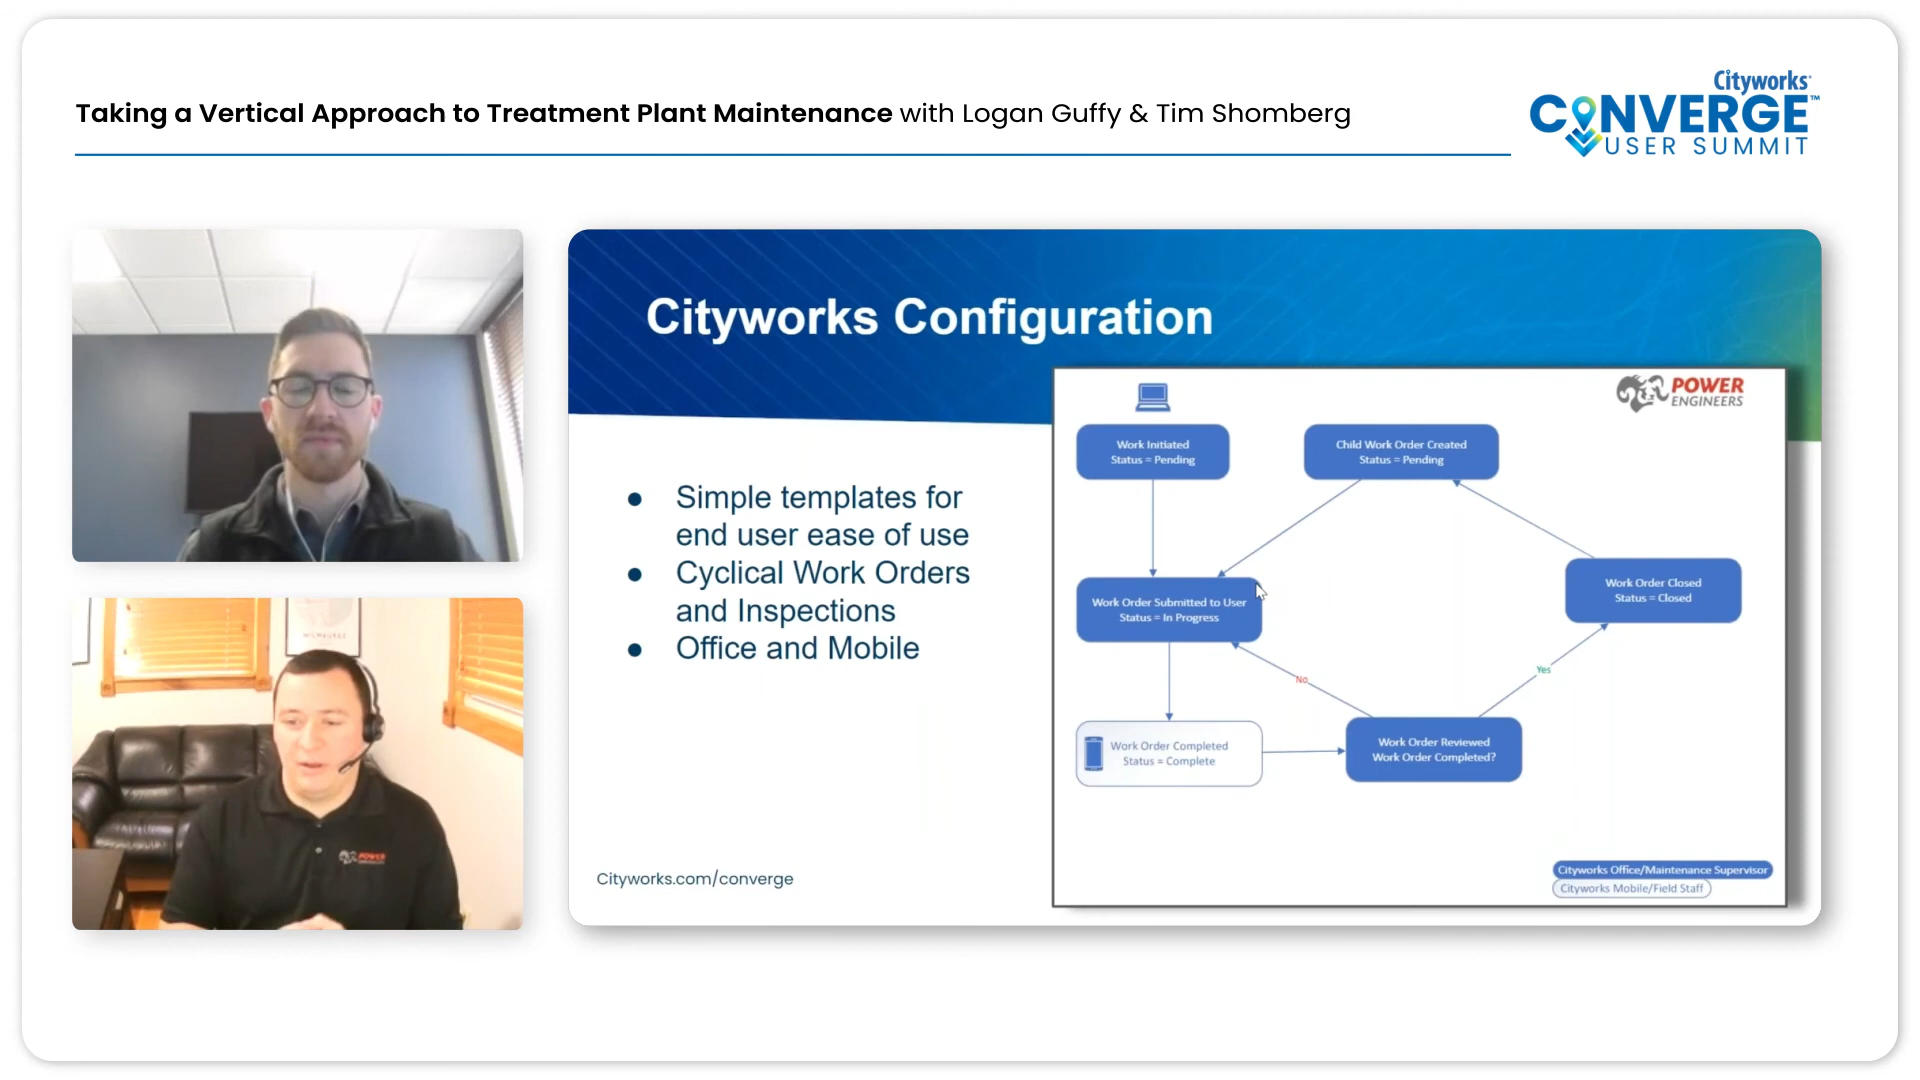 Taking a Vertical Approach to Treatment Plant Maintenance with Logan Guffy & Tim Shomberg
Cityworks
CONVERGE™
USER SUMMIT
Cityworks Configuration
● Simple templates for
end user ease of use
● Cyclical Work Orders
and Inspections
● Office and Mobile
POWER
ENGINEERS
Work Initiated
Status = Pending
Child Work Order Created
Status = Pending
Work Order Submitted to User
Status = In Progress
Work Order Closed
Status = Closed
No
Yes
Work Order Completed
Status = Complete
Work Order Reviewed
Work Order Completed?
Cityworks Office/Maintenance Supervisor
Cityworks Mobile/Field Staff
Cityworks.com/converge
MILWAUKEE
POWER
ENGINEERS